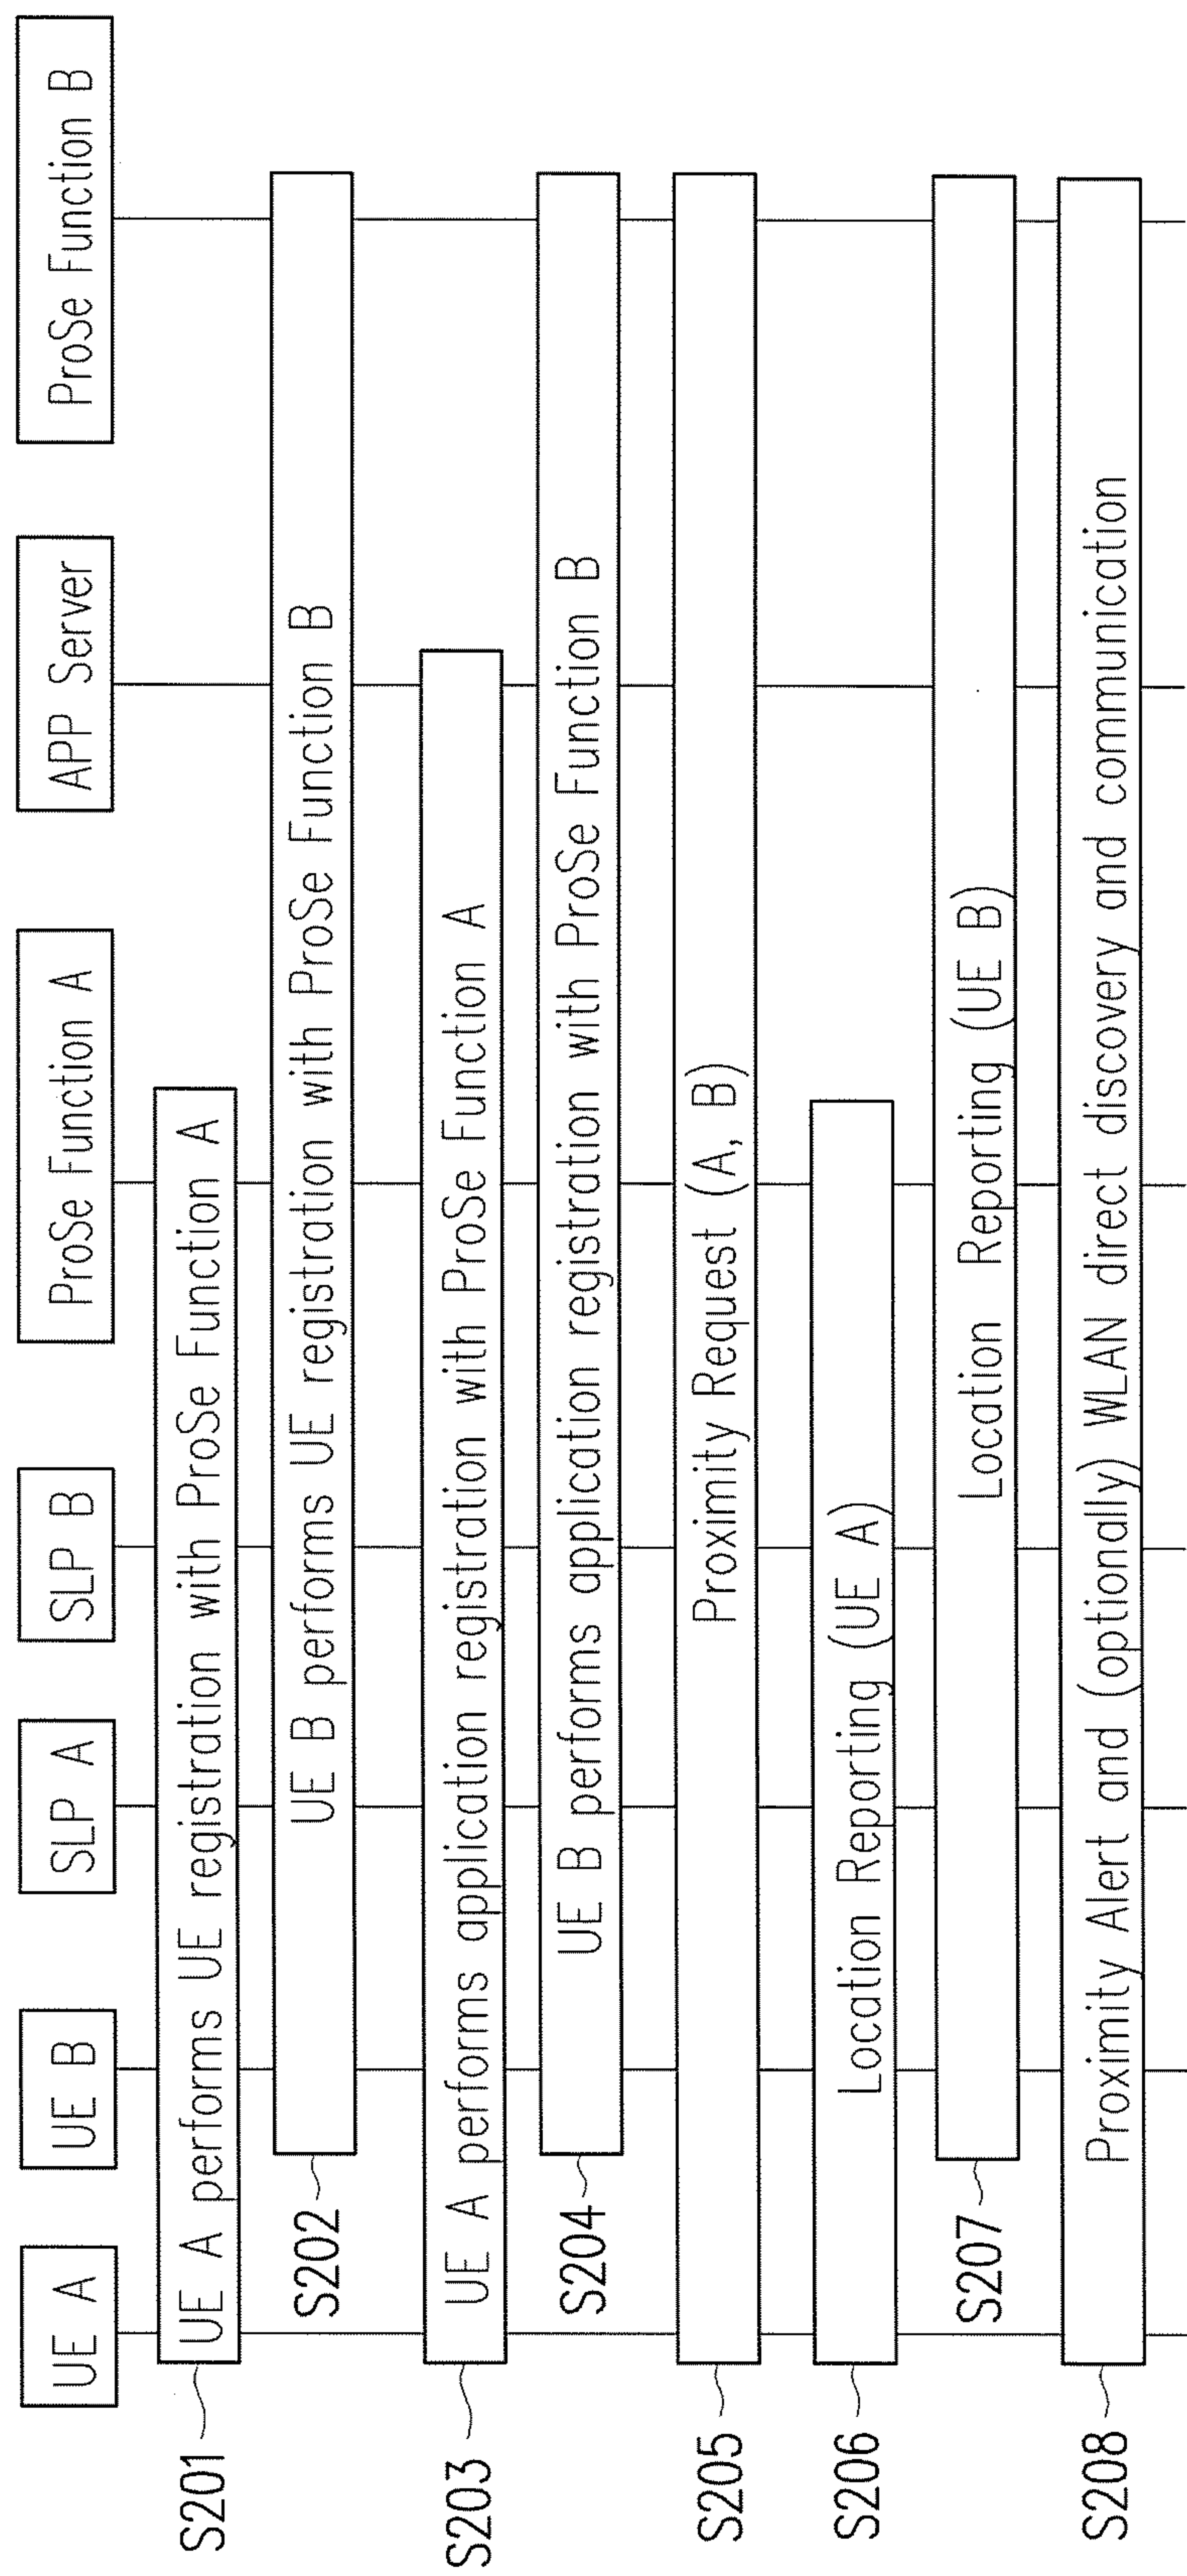 UE A
UE B
SLP A
SLP B
ProSe Function A
APP Server
ProSe Function B
S201
UE A performs UE registration with ProSe Function A
S202
UE B performs UE registration with ProSe Function B
S203
UE A performs application registration with ProSe Function A
S204
UE B performs application registration with ProSe Function B
S205
Proximity Request (A, B)
S206
Location Reporting (UE A)
S207
Location Reporting (UE B)
S208
Proximity Alert and (optionally) WLAN direct discovery and communication